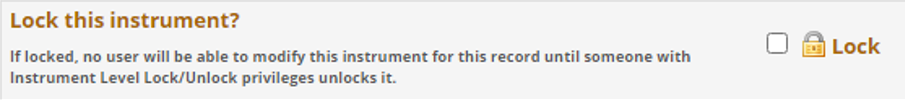 Lock this instrument?
If locked, no user will be able to modify this instrument for this record until someone with
Instrument Level Lock/Unlock privileges unlocks it.
Lock